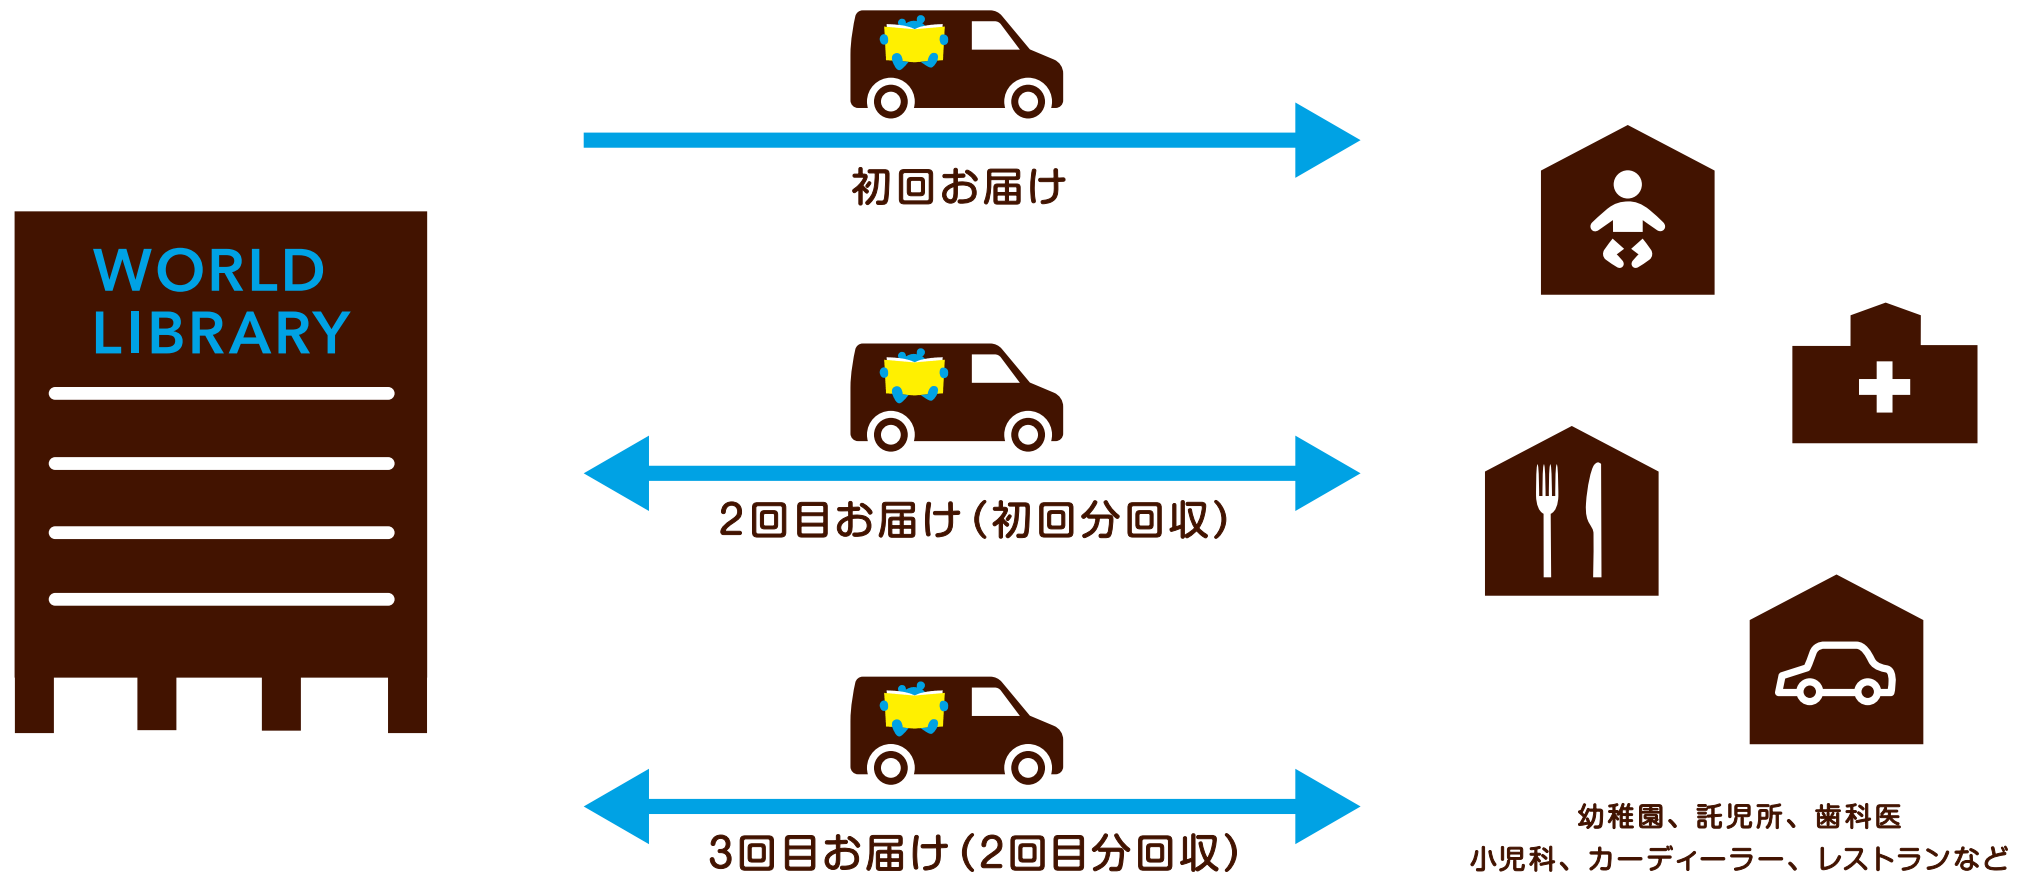 WORLD
LIBRARY
初回お届け
2回目お届け（初回分回収）
3回目お届け（2回目分回収）
幼稚園、託児所、歯科医
小児科、カーディーラー、レストランなど